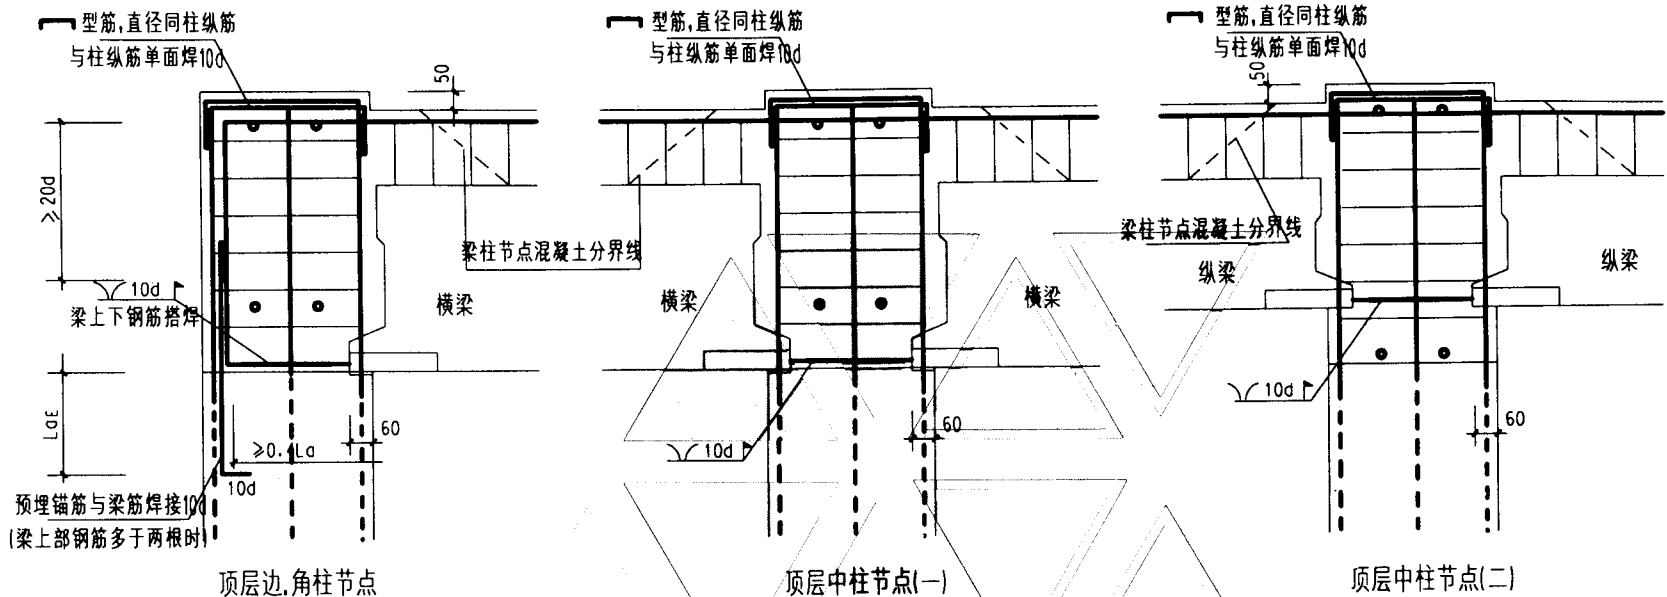 型筋,直径同柱纵筋
与柱纵筋单面焊10d
50
≥20d
10d
梁上下钢筋搭焊
梁柱节点混凝土分界线
横梁
LaE
60
10d
预埋锚筋与梁筋焊接10d
(梁上部钢筋多于两根时)
顶层边,角柱节点
型筋,直径同柱纵筋
与柱纵筋单面焊10d
横梁
横梁
10d
60
顶层中柱节点(一)
型筋,直径同柱纵筋
与柱纵筋单面焊10d
50
梁柱节点混凝土分界线
纵梁
纵梁
10d
60
顶层中柱节点(二)